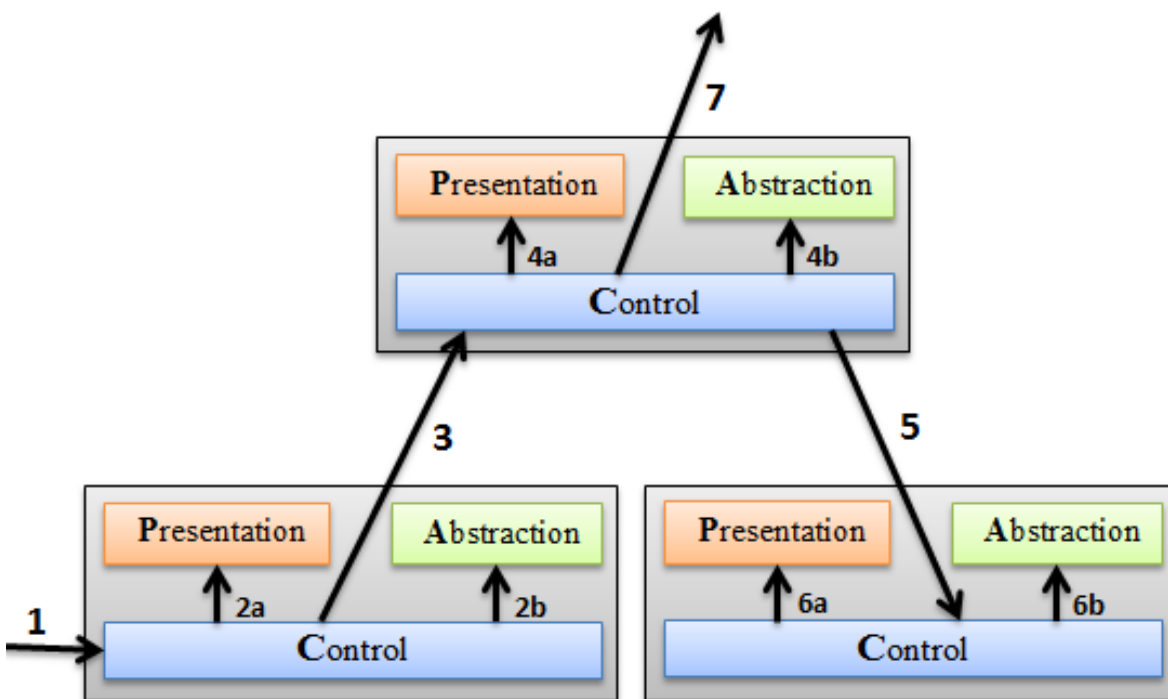 7
Presentation
Abstraction
4a
4b
Control
3
5
Presentation
Abstraction
Presentation
Abstraction
1
2a
2b
6a
6b
Control
Control